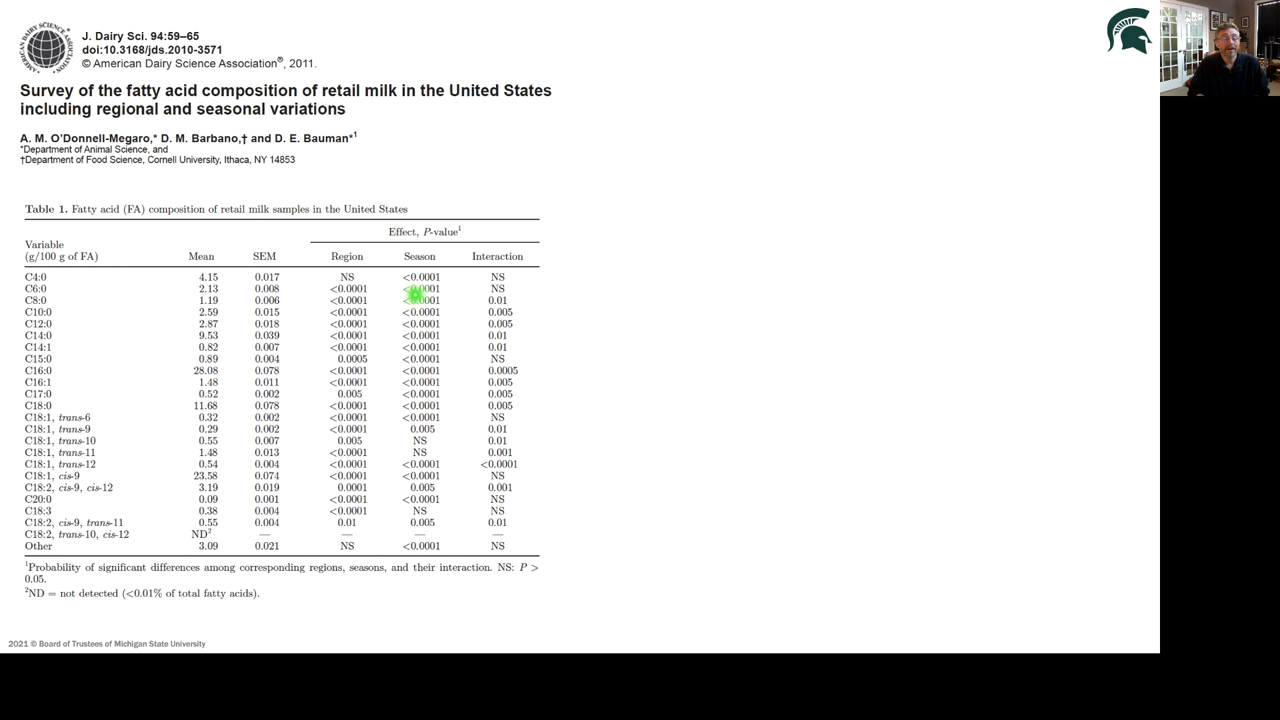 J. Dairy Sci. 94:59–65
doi:10.3168/jds.2010-3571
© American Dairy Science Association®, 2011.
Survey of the fatty acid composition of retail milk in the United States
including regional and seasonal variations
A. M. O'Donnell-Megaro,* D. M. Barbano,† and D. E. Bauman*1
*Department of Animal Science, and
†Department of Food Science, Cornell University, Ithaca, NY 14853
Table 1. Fatty acid (FA) composition of retail milk samples in the United States
Effect, P-value1
Variable
(g/100 g of FA) Mean SEM Region Season Interaction
C4:0 4.15 0.017 NS <0.0001 NS
C6:0 2.13 0.008 <0.0001 <0.0001 NS
C8:0 1.19 0.006 <0.0001 <0.0001 0.01
C10:0 2.59 0.015 <0.0001 <0.0001 0.005
C12:0 2.87 0.018 <0.0001 <0.0001 0.005
C14:0 9.53 0.039 <0.0001 <0.0001 0.01
C14:1 0.82 0.007 <0.0001 <0.0001 0.01
C15:0 0.89 0.004 0.0005 <0.0001 NS
C16:0 28.08 0.078 <0.0001 <0.0001 0.0005
C16:1 1.48 0.011 <0.0001 <0.0001 0.005
C17:0 0.52 0.002 0.005 <0.0001 0.005
C18:0 11.68 0.078 <0.0001 <0.0001 0.005
C18:1, trans-6 0.32 0.002 <0.0001 <0.0001 NS
C18:1, trans-9 0.29 0.002 <0.0001 0.005 0.01
C18:1, trans-10 0.55 0.007 0.005 NS 0.01
C18:1, trans-11 1.48 0.013 <0.0001 NS 0.001
C18:1, trans-12 0.54 0.004 <0.0001 <0.0001 <0.0001
C18:1, cis-9 23.58 0.074 <0.0001 <0.0001 NS
C18:2, cis-9, cis-12 3.19 0.019 0.0001 0.005 0.001
C20:0 0.09 0.001 <0.0001 <0.0001 NS
C18:3 0.38 0.004 <0.0001 NS NS
C18:2, cis-9, trans-11 0.55 0.004 0.01 0.005 0.01
C18:2, trans-10, cis-12 ND2 — — — —
Other 3.09 0.021 NS <0.0001 NS
1Probability of significant differences among corresponding regions, seasons, and their interaction. NS: P >
0.05.
2ND = not detected (<0.01% of total fatty acids).
2021 © Board of Trustees of Michigan State University